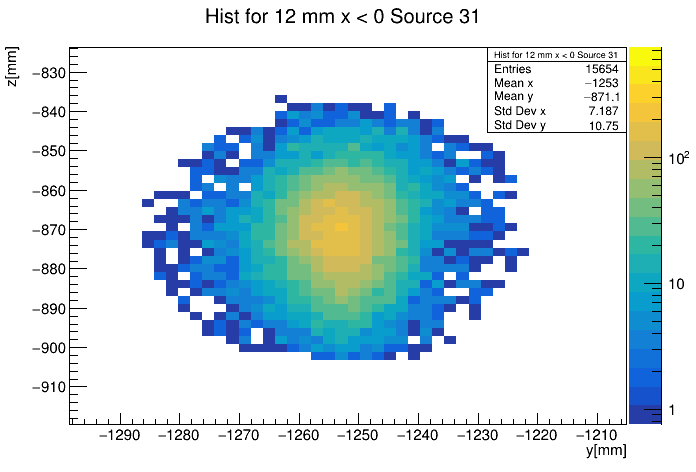 Hist for 12 mm x < 0 Source 31
z[mm]
Hist for 12 mm x < 0 Source 31
Entries 15654
Mean x −1253
Mean y −871.1
Std Dev x 7.187
Std Dev y 10.75
−830
−840
−850
−860
−870
−880
−890
−900
−910
10²
10
1
−1290 −1280 −1270 −1260 −1250 −1240 −1230 −1220 −1210
y[mm]